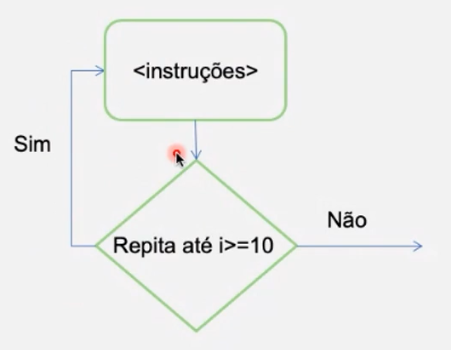 <instruções>
Sim
Não
Repita até i>=10